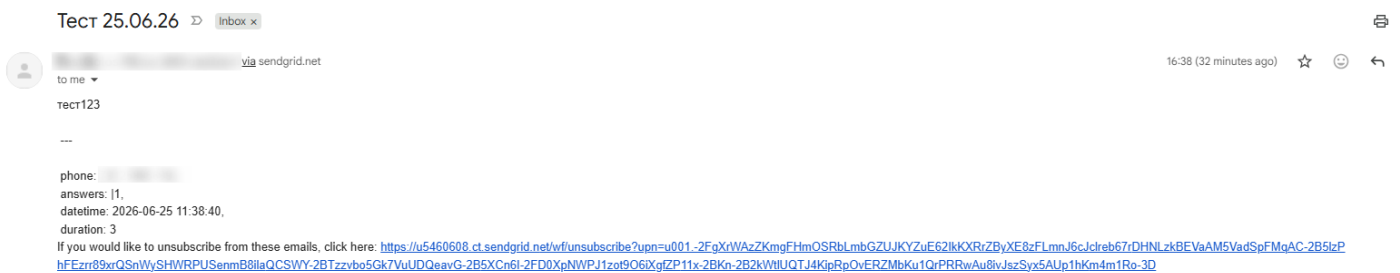 Тест 25.06.26 Inbox ×
via sendgrid.net 16:38 (32 minutes ago)
to me
тест123
---
phone:
answers: |1,
datetime: 2026-06-25 11:38:40,
duration: 3
If you would like to unsubscribe from these emails, click here: https://u5460608.ct.sendgrid.net/wf/unsubscribe?upn=u001.-2FgXrWAzZKmgFHmOSRbLmbGZUJKYZuE62IkKXRrZByXE8zFLmnJ6cJclreb67rDHNLzkBEVaAM5VadSpFMqAC-2B5IzP
hFEzrr89xrQSnWySHWRPUSenmB8ilaQCSWY-2BTzzvbo5Gk7VuUDQeavG-2B5XCn6I-2FD0XpNWPJ1zot9O6iXgfZP11x-2BKn-2B2kWtlUQTJ4KipRpOvERZMbKu1QrPRRwAu8ivJszSyx5AUp1hKm4m1Ro-3D